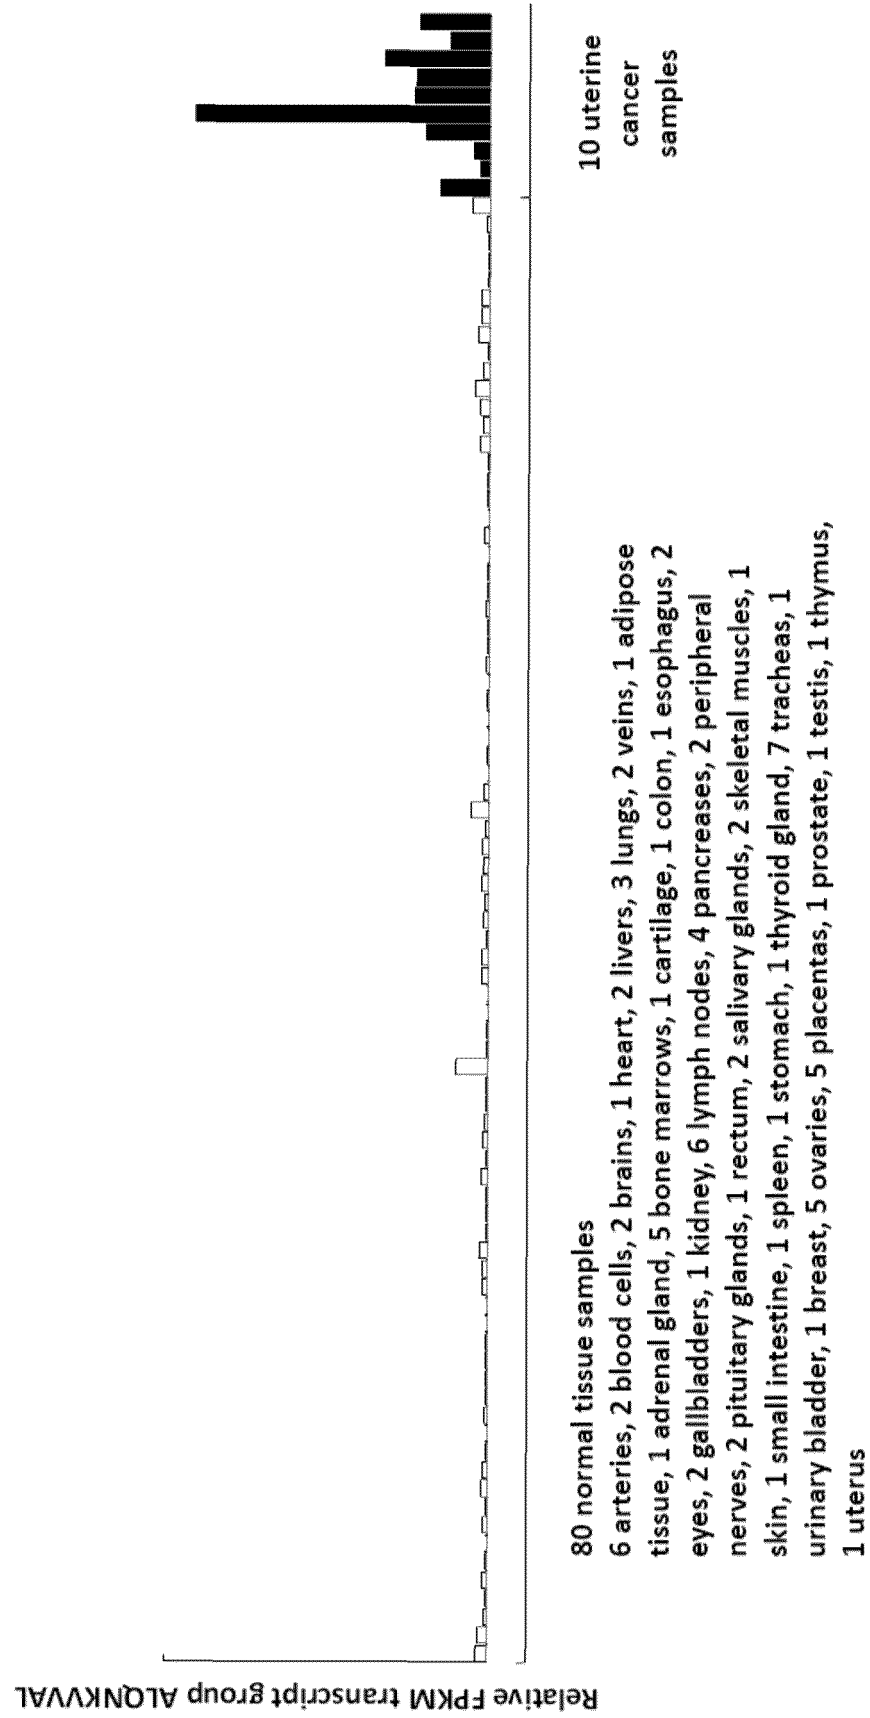 Relative FPKM transcript group ALQNKVVAL
80 normal tissue samples
6 arteries, 2 blood cells, 2 brains, 1 heart, 2 livers, 3 lungs, 2 veins, 1 adipose
tissue, 1 adrenal gland, 5 bone marrows, 1 cartilage, 1 colon, 1 esophagus, 2
eyes, 2 gallbladders, 1 kidney, 6 lymph nodes, 4 pancreases, 2 peripheral
nerves, 2 pituitary glands, 1 rectum, 2 salivary glands, 2 skeletal muscles, 1
skin, 1 small intestine, 1 spleen, 1 stomach, 1 thyroid gland, 7 tracheas, 1
urinary bladder, 1 breast, 5 ovaries, 5 placentas, 1 prostate, 1 testis, 1 thymus,
1 uterus
10 uterine
cancer
samples